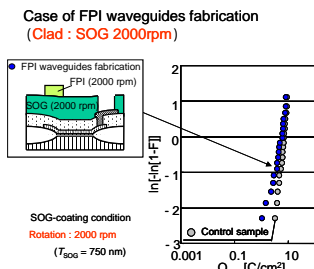 Case of FPI waveguides fabrication
(Clad : SOG 2000rpm)
FPI waveguides fabrication
FPI (2000 rpm)
SOG (2000 rpm)
SOG-coating condition
Rotation : 2000 rpm
(TSOG = 750 nm)
ln[-ln[1-F]]
2
1
0
-1
-2
-3
Control sample
0.001
0.1
10
[C/cm2]